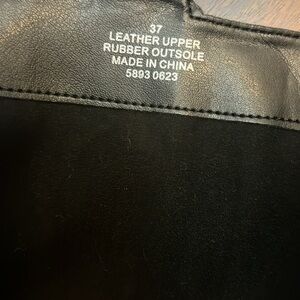 37
LEATHER UPPER
RUBBER OUTSOLE
MADE IN CHINA
5893 0623